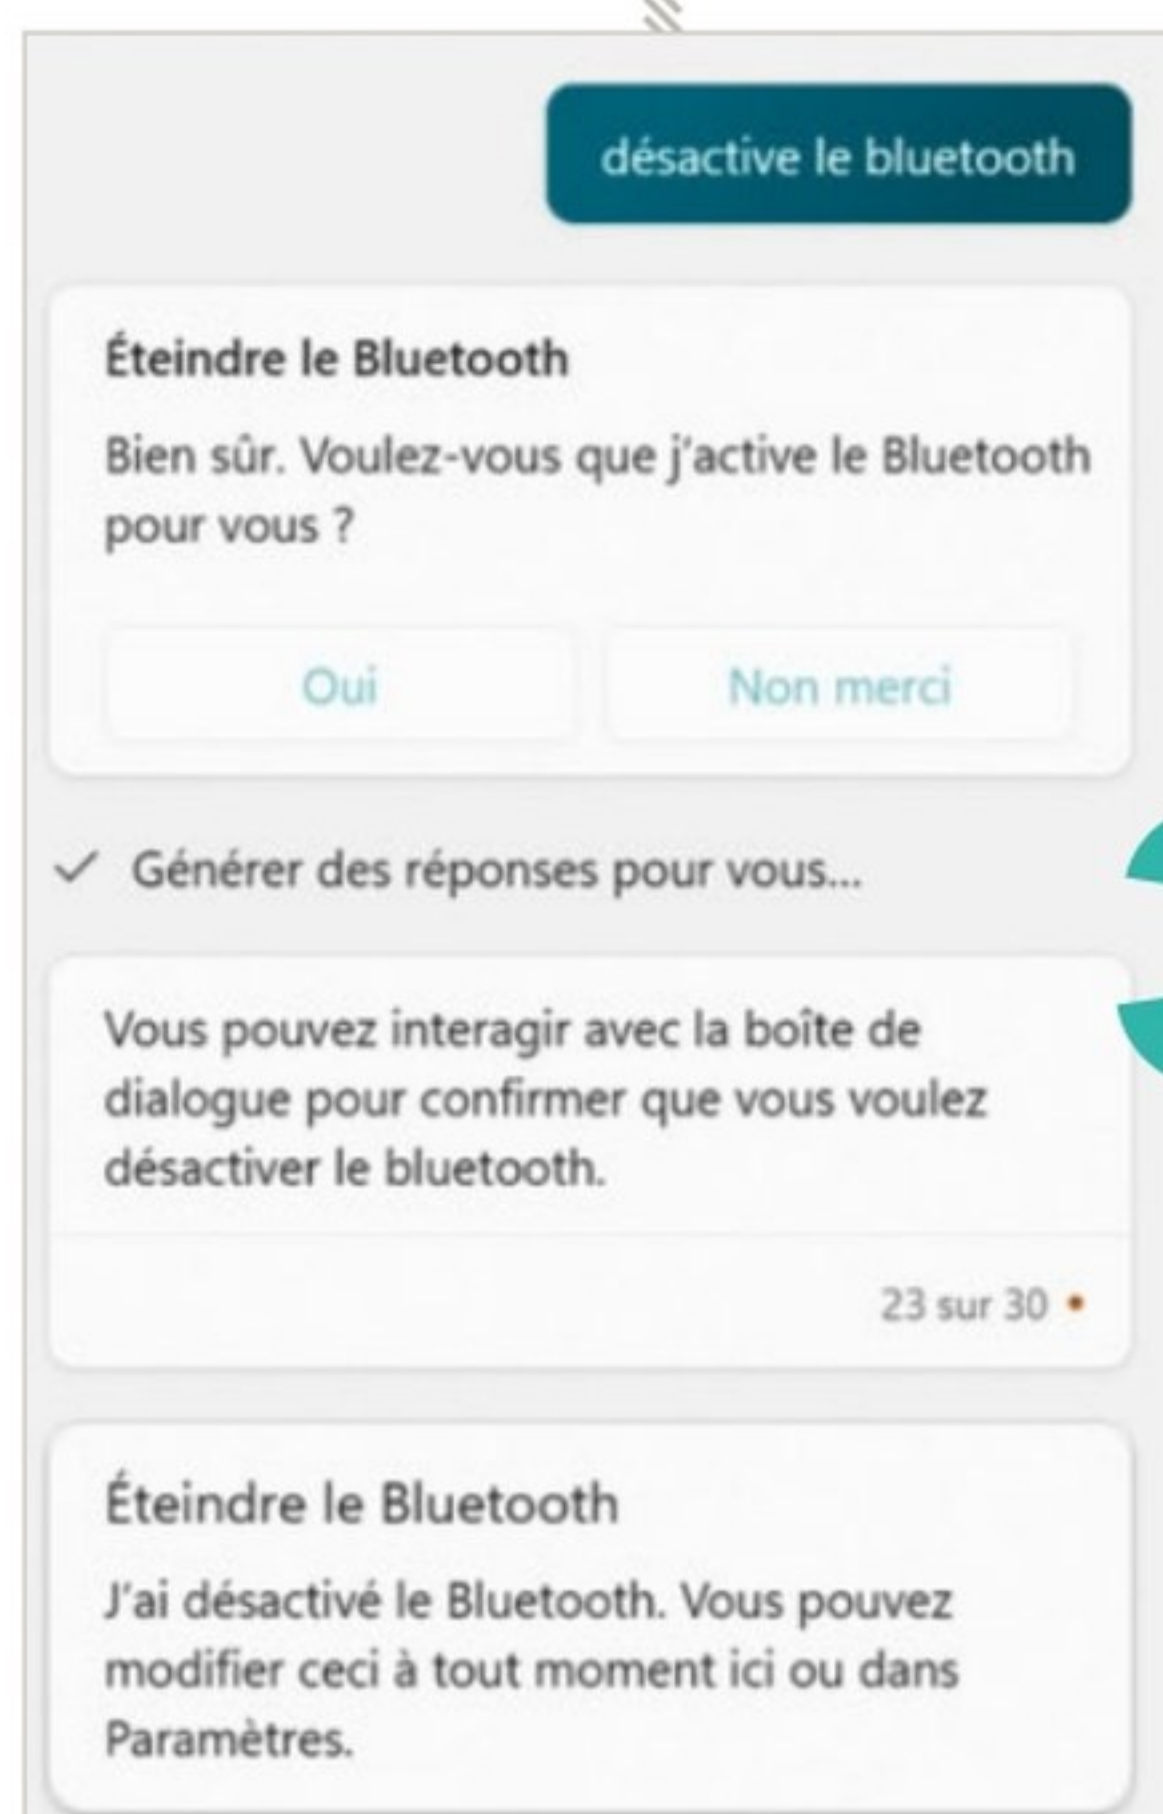 désactive le bluetooth
Éteindre le Bluetooth
Bien sûr. Voulez-vous que j'active le Bluetooth
pour vous ?
Oui
Non merci
Générer des réponses pour vous...
Vous pouvez interagir avec la boîte de
dialogue pour confirmer que vous voulez
désactiver le bluetooth.
23 sur 30
Éteindre le Bluetooth
J'ai désactivé le Bluetooth. Vous pouvez
modifier ceci à tout moment ici ou dans
Paramètres.